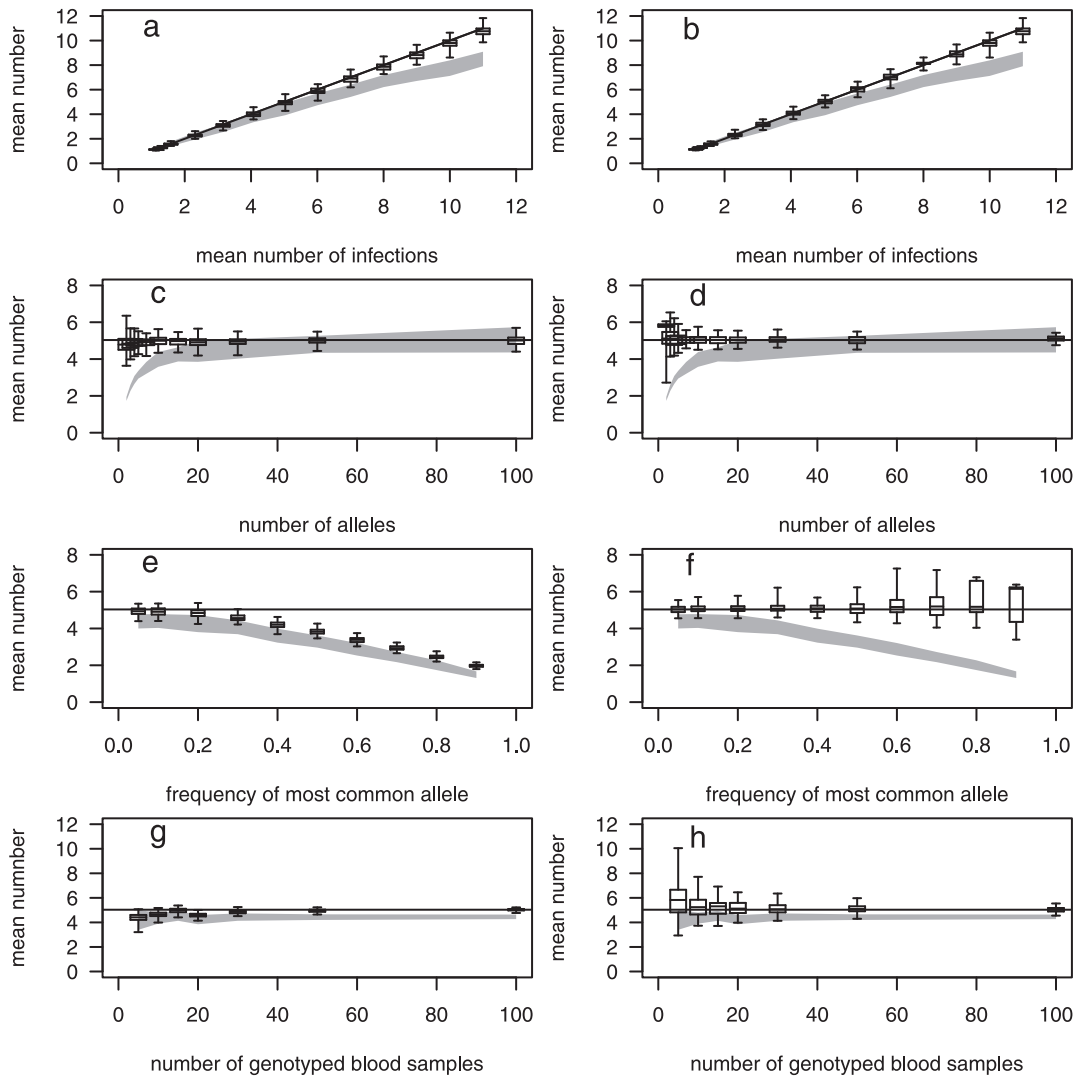 a
mean number
12
10
8
6
4
2
0
0 2 4 6 8 10 12
mean number of infections
b
mean number
12
10
8
6
4
2
0
0 2 4 6 8 10 12
mean number of infections
c
mean number
8
6
4
2
0
0 20 40 60 80 100
number of alleles
d
mean number
8
6
4
2
0
0 20 40 60 80 100
number of alleles
e
mean number
8
6
4
2
0
0.0 0.2 0.4 0.6 0.8 1.0
frequency of most common allele
f
mean number
8
6
4
2
0
0.0 0.2 0.4 0.6 0.8 1.0
frequency of most common allele
g
mean numnber
12
10
8
6
4
2
0
0 20 40 60 80 100
number of genotyped blood samples
h
mean number
12
10
8
6
4
2
0
0 20 40 60 80 100
number of genotyped blood samples